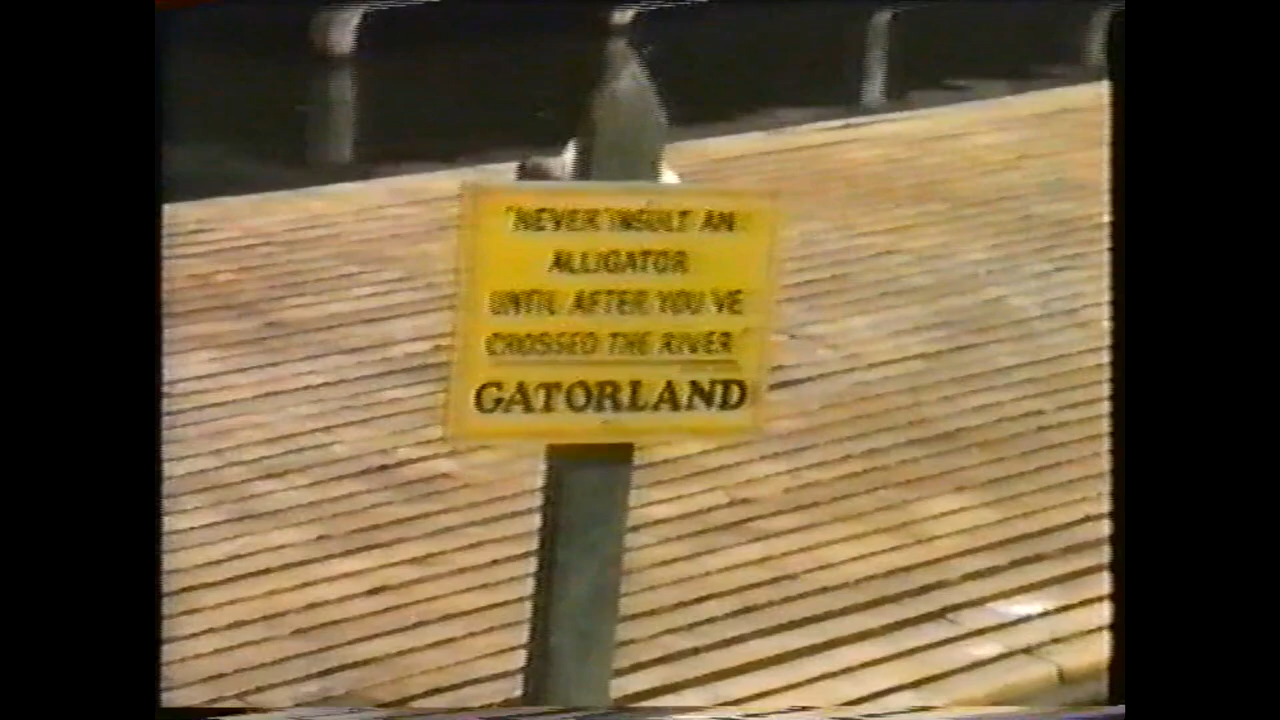 "NEVER INSULT AN
ALLIGATOR
UNTIL AFTER YOU'VE
CROSSED THE RIVER"
GATORLAND